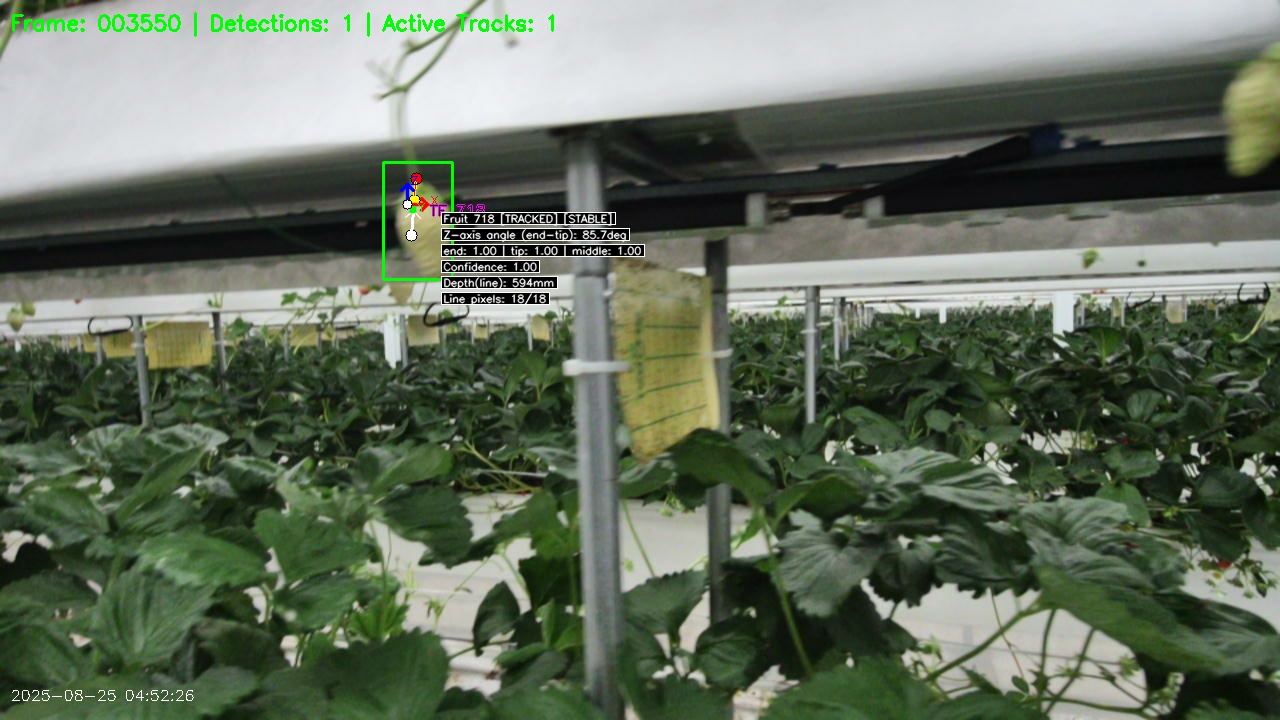 Frame: 003550 | Detections: 1 | Active Tracks: 1
Fruit 718 [TRACKED] [STABLE]
Z-axis angle (end-tip): 85.7deg
end: 1.00 | tip: 1.00 | middle: 1.00
Confidence: 1.00
Depth(line): 594mm
Line pixels: 18/18
2025-08-25 04:52:26